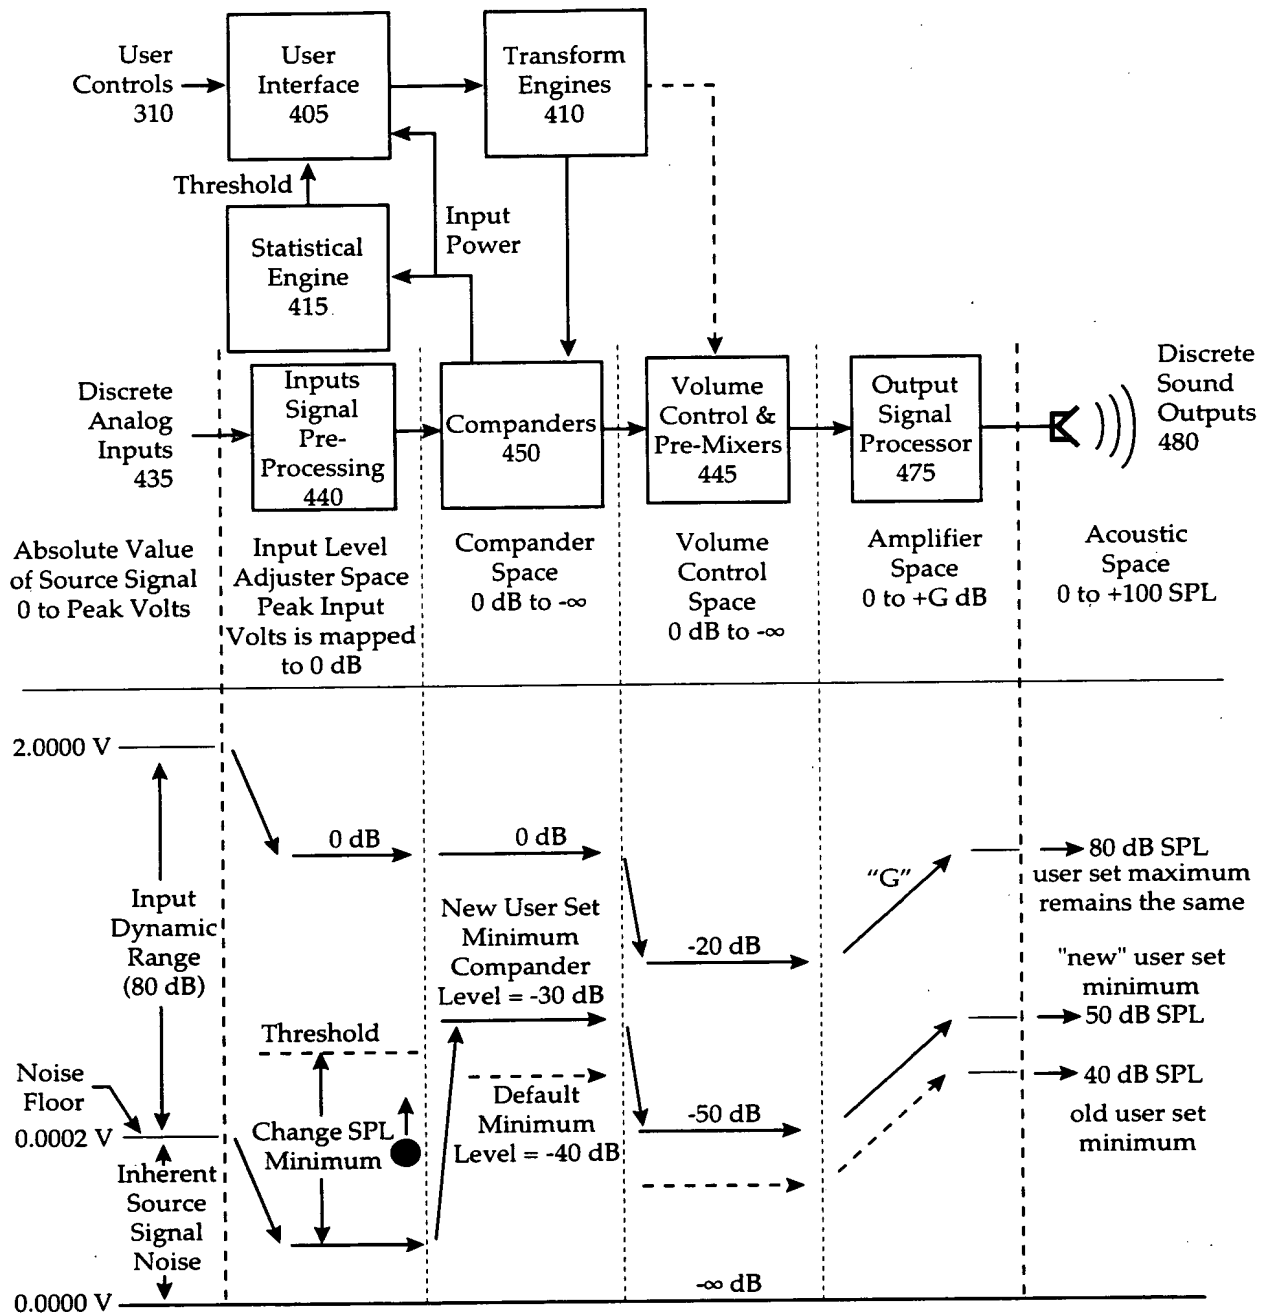 User
Controls
310
User
Interface
405
Transform
Engines
410
Threshold
Input
Power
Statistical
Engine
415
Discrete
Analog
Inputs
435
Inputs
Signal
Pre-
Processing
440
Companders
450
Volume
Control &
Pre-Mixers
445
Output
Signal
Processor
475
Discrete
Sound
Outputs
480
Absolute Value
of Source Signal
0 to Peak Volts
Input Level
Adjuster Space
Peak Input
Volts is mapped
to 0 dB
Compander
Space
0 dB to -∞
Volume
Control
Space
0 dB to -∞
Amplifier
Space
0 to +G dB
Acoustic
Space
0 to +100 SPL
2.0000 V
0 dB
0 dB
"G"
80 dB SPL
user set maximum
remains the same
Input
Dynamic
Range
(80 dB)
New User Set
Minimum
Compander
Level = -30 dB
-20 dB
"new" user set
minimum
50 dB SPL
Threshold
Noise
Floor
0.0002 V
Change SPL
Minimum
Default
Minimum
Level = -40 dB
-50 dB
40 dB SPL
old user set
minimum
Inherent
Source
Signal
Noise
0.0000 V
-∞ dB